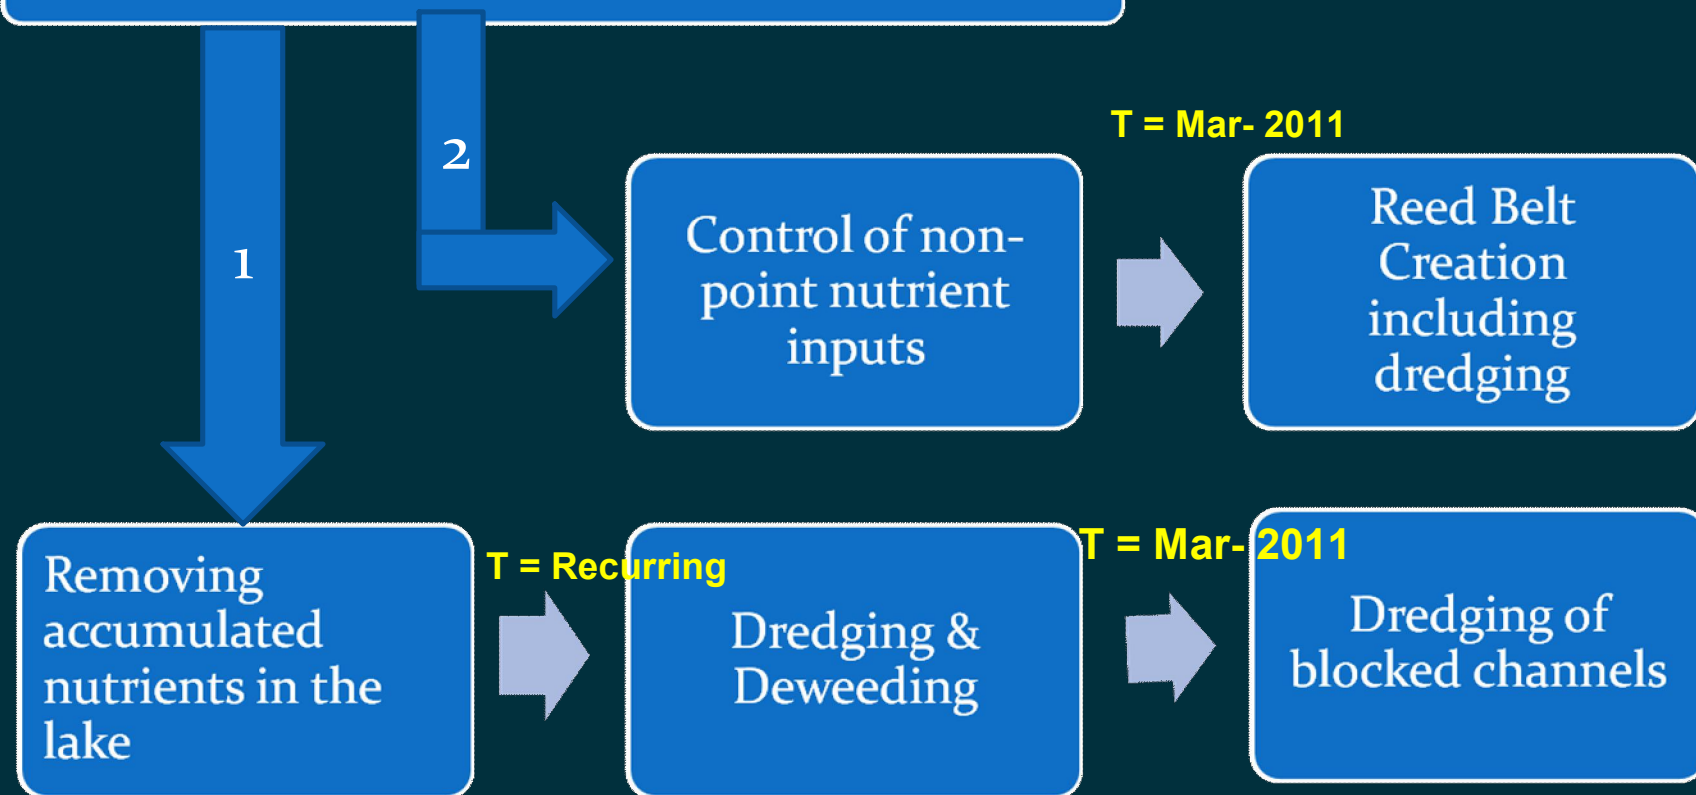 T = Mar- 2011
2
1
Control of non-
point nutrient
inputs
Reed Belt
Creation
including
dredging
T = Recurring
T = Mar- 2011
Removing
accumulated
nutrients in the
lake
Dredging &
Deweeding
Dredging of
blocked channels